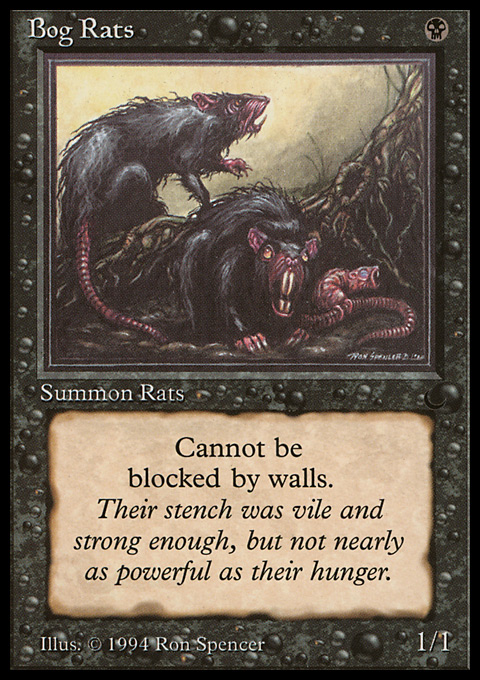 Bog Rats
Summon Rats
Cannot be
blocked by walls.
Their stench was vile and
strong enough, but not nearly
as powerful as their hunger.
Illus. © 1994 Ron Spencer
1/1